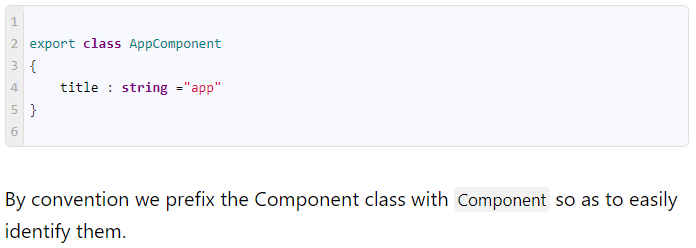 1
2 export class AppComponent
3 {
4 title : string ="app"
5 }
6
By convention we prefix the Component class with Component so as to easily
identify them.